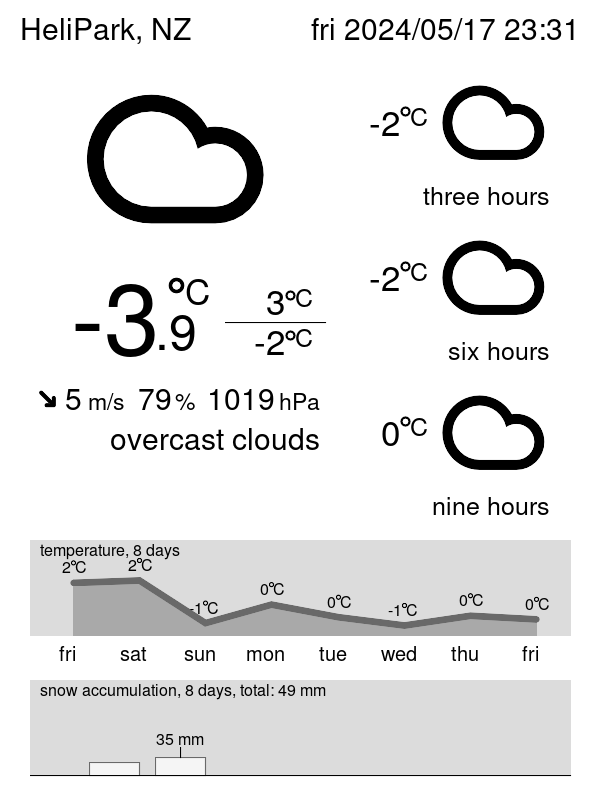 HeliPark, NZ fri 2024/05/17 23:31
-2°C
three hours
-3.9°C 3°C
-2°C
-2°C
six hours
5 m/s 79% 1019 hPa
overcast clouds
0°C
nine hours
temperature, 8 days
2°C 2°C -1°C 0°C 0°C -1°C 0°C 0°C
fri sat sun mon tue wed thu fri
snow accumulation, 8 days, total: 49 mm
35 mm